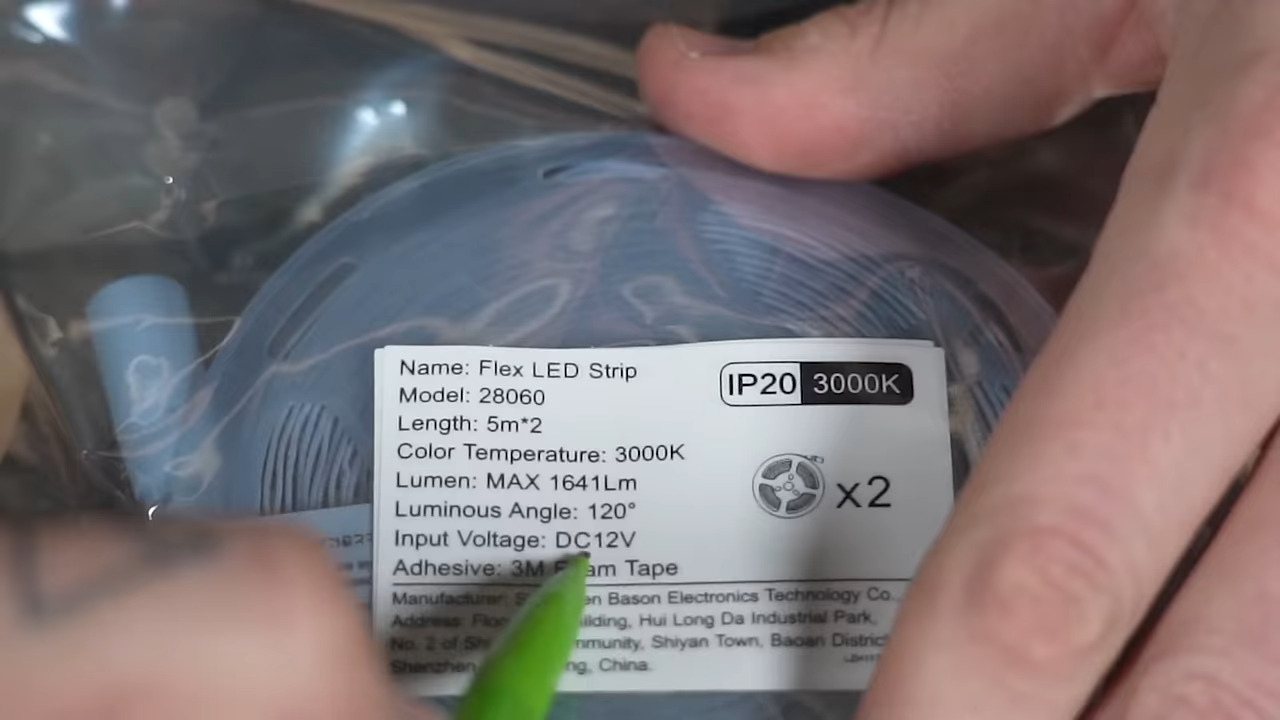 Name: Flex LED Strip
IP20 3000K
Model: 28060
Length: 5m*2
Color Temperature: 3000K
Lumen: MAX 1641Lm
x2
Luminous Angle: 120°
Input Voltage: DC12V
Adhesive: 3M Tape
Manufacturer: Bason Electronics Technology Co.
Address: Hui Long Da Industrial Park,
No. 2 of Shiyan Town, Baoan District
Shenzhen China.